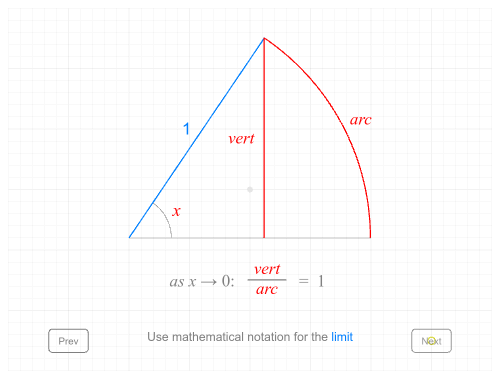 1
vert
arc
x
as x → 0: vert/arc = 1
Use mathematical notation for the limit
Prev
Next